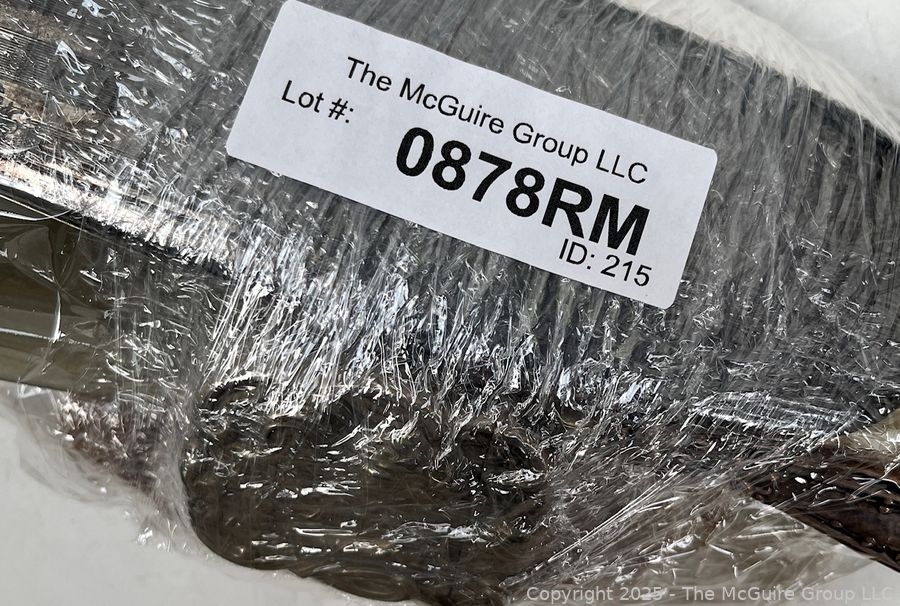 The McGuire Group LLC
Lot #:
0878RM
ID: 215
Copyright 2025 - The McGuire Group LLC